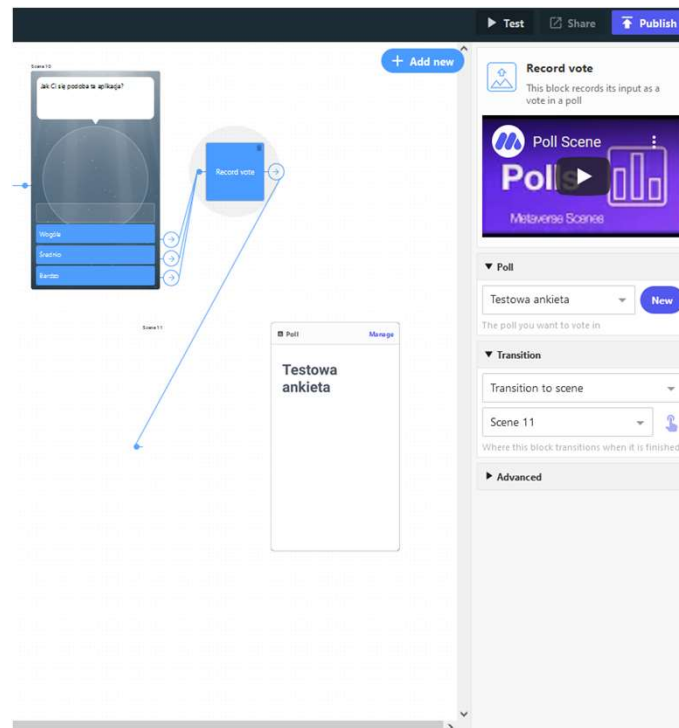 Test
Share
Publish
+ Add new
Scene 10
Jak Ci się podoba ta aplikacja?
Wogóle
Średnio
Bardzo
Record vote
Scene 11
Poll
Manage
Testowa
ankieta
Record vote
This block records its input as a
vote in a poll
Poll Scene
Polls
Metaverse Scenes
Poll
Testowa ankieta
New
The poll you want to vote in
Transition
Transition to scene
Scene 11
Where this block transitions when it is finished
Advanced